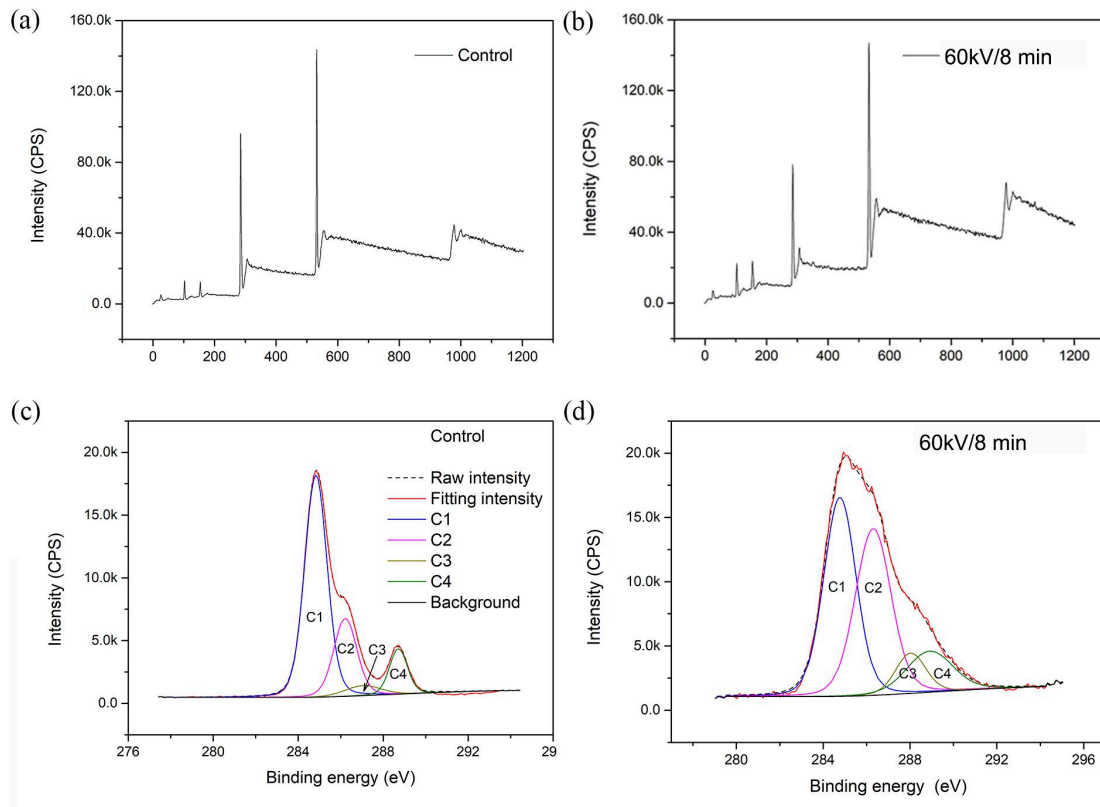 (a)
Control
Intensity (CPS)
160.0k
120.0k
80.0k
40.0k
0.0
0 200 400 600 800 1000 1200
(b)
60kV/8 min
Intensity (CPS)
160.0k
120.0k
80.0k
40.0k
0.0
0 200 400 600 800 1000 1200
(c)
Control
Raw intensity
Fitting intensity
C1
C2
C3
C4
Background
C1
C2
C3
C4
Intensity (CPS)
20.0k
15.0k
10.0k
5.0k
0.0
276 280 284 288 292 29
Binding energy (eV)
(d)
60kV/8 min
C1
C2
C3
C4
Intensity (CPS)
20.0k
15.0k
10.0k
5.0k
0.0
280 284 288 292 296
Binding energy (eV)